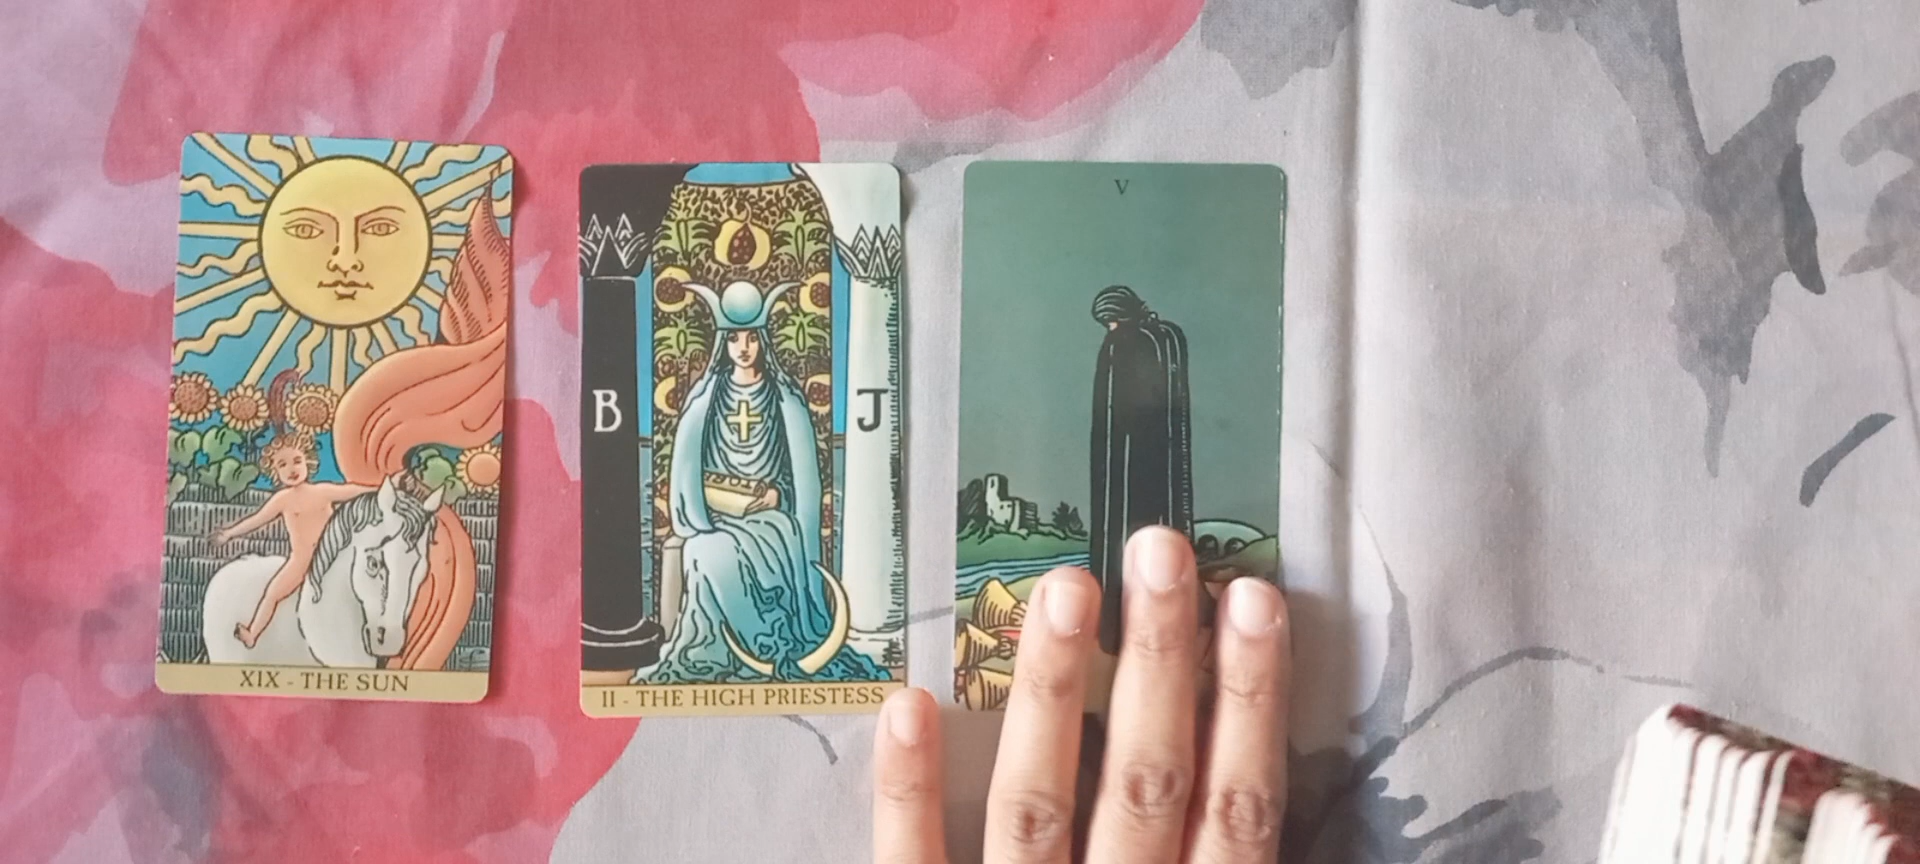 XIX - THE SUN
B
J
II - THE HIGH PRIESTESS
V